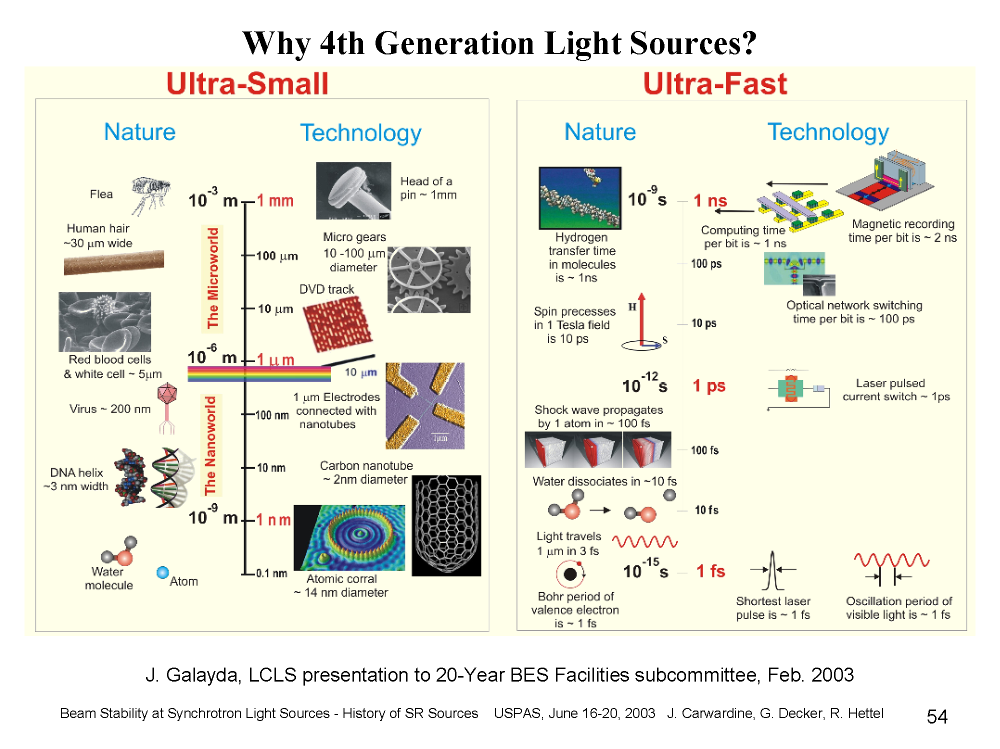 Why 4th Generation Light Sources?
Ultra-Small
Nature
Technology
Flea
10-3 m
1 mm
Head of a
pin ~ 1mm
Human hair
~30 µm wide
The Microworld
100 µm
Micro gears
10 -100 µm
diameter
10 µm
DVD track
Red blood cells
& white cell ~ 5µm
10-6 m
1 µm
10 µm
Virus ~ 200 nm
The Nanoworld
100 nm
1 µm Electrodes
connected with
nanotubes
1µm
DNA helix
~3 nm width
10 nm
Carbon nanotube
~ 2nm diameter
10-9 m
1 nm
Water
molecule
Atom
0.1 nm
Atomic corral
~ 14 nm diameter
Ultra-Fast
Nature
Technology
Hydrogen
transfer time
in molecules
is ~ 1ns
10-9 s
1 ns
Computing time
per bit is ~ 1 ns
Magnetic recording
time per bit is ~ 2 ns
100 ps
Optical network switching
time per bit is ~ 100 ps
Spin precesses
in 1 Tesla field
is 10 ps
H
S
10 ps
10-12 s
1 ps
Laser pulsed
current switch ~ 1ps
Shock wave propagates
by 1 atom in ~ 100 fs
100 fs
Water dissociates in ~10 fs
10 fs
Light travels
1 µm in 3 fs
10-15 s
1 fs
Bohr period of
valence electron
is ~ 1 fs
Shortest laser
pulse is ~ 1 fs
Oscillation period of
visible light is ~ 1 fs
J. Galayda, LCLS presentation to 20-Year BES Facilities subcommittee, Feb. 2003
Beam Stability at Synchrotron Light Sources - History of SR Sources USPAS, June 16-20, 2003 J. Carwardine, G. Decker, R. Hettel
54